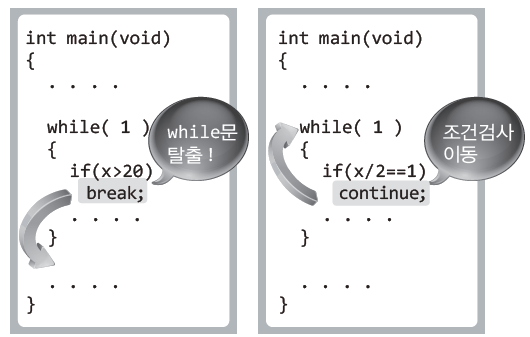 int main(void)
{
. . . .
while( 1 )
{
if(x>20)
break;
. . . .
}
. . . .
}
while문
탈출 !
int main(void)
{
. . . .
while( 1 )
{
if(x/2==1)
continue;
. . . .
}
. . . .
}
조건검사
이동